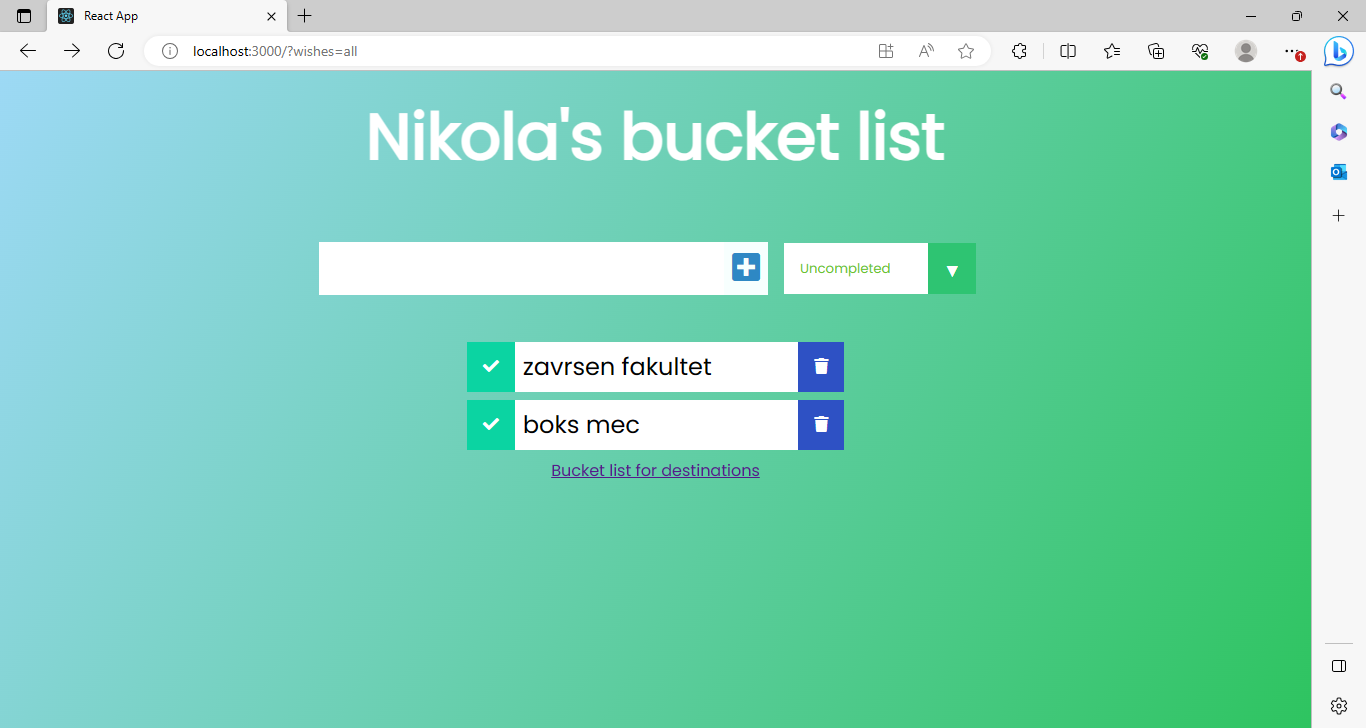 React App
localhost:3000/?wishes=all
Nikola's bucket list
Uncompleted
zavrsen fakultet
boks mec
Bucket list for destinations